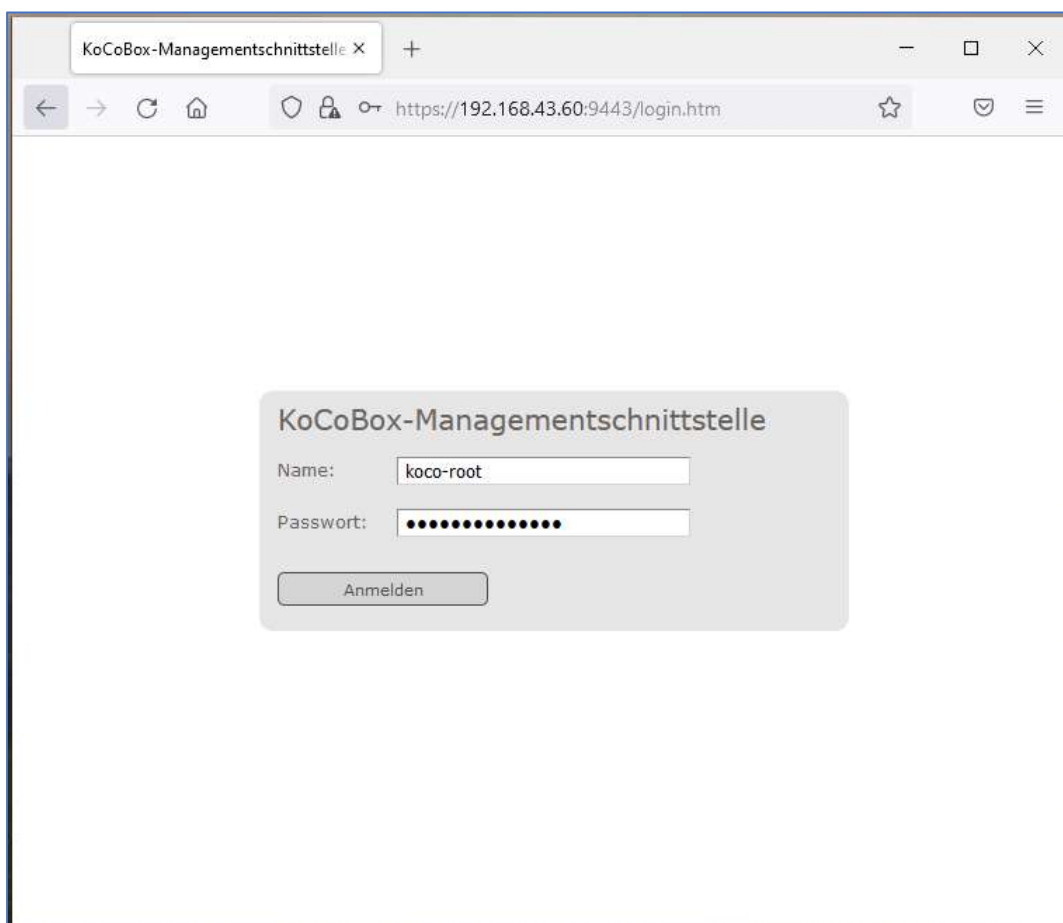 KoCoBox-Managementschnittstelle
https://192.168.43.60:9443/login.htm
KoCoBox-Managementschnittstelle
Name: koco-root
Passwort: ••••••••••••••
Anmelden